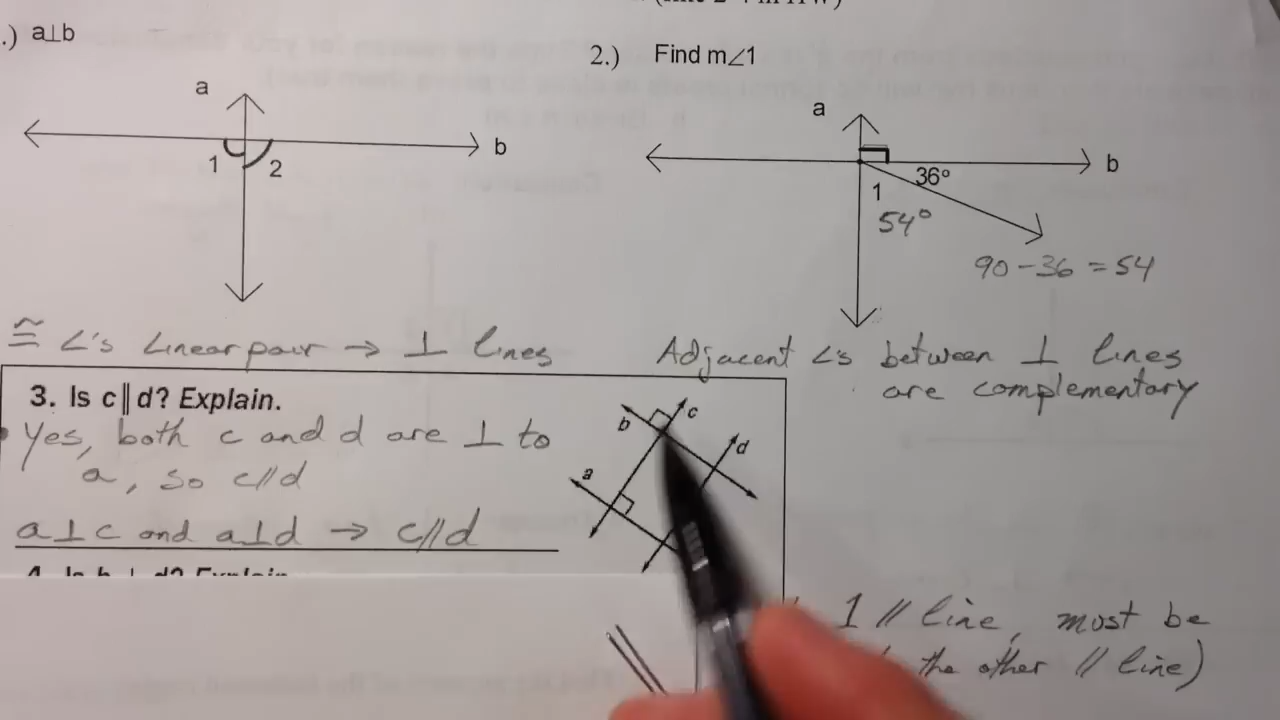 .) a⊥b
2.) Find m∠1
a
b
1
2
a
b
36°
1
54°
90 - 36 = 54
≅ ∠'s Linear pair → ⊥ lines
Adjacent ∠s between ⊥ lines
are complementary
3. Is c ∥ d? Explain.
Yes, both c and d are ⊥ to
a, so c//d
a⊥c and a⊥d → c//d
b
c
d
a
1 // line, must be
the other // line)